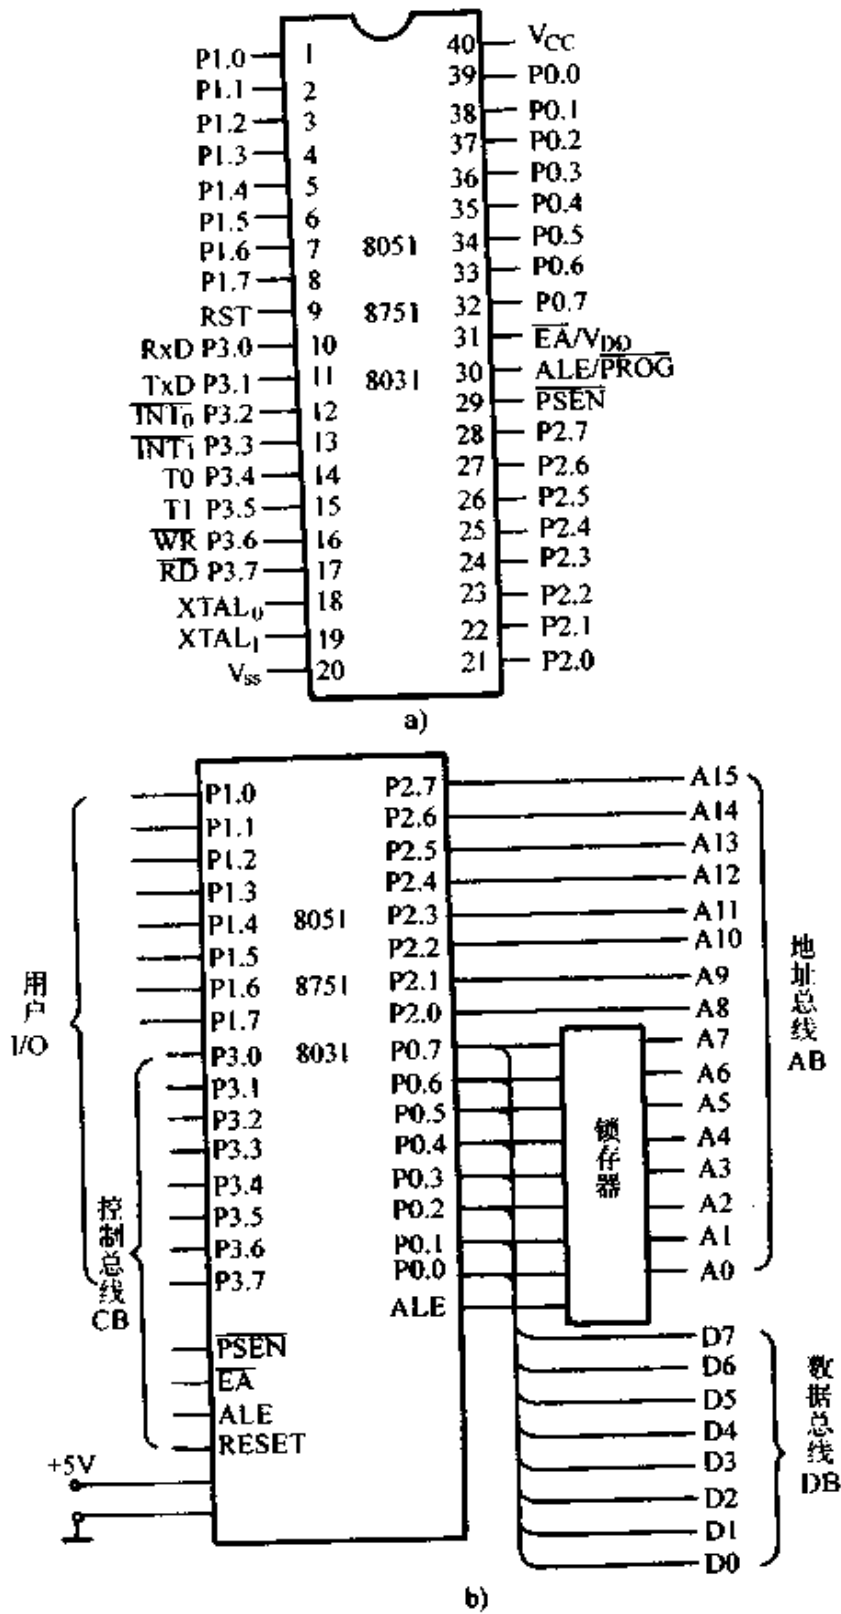 P1.0 1 40 VCC
P1.1 2 39 P0.0
P1.2 3 38 P0.1
P1.3 4 37 P0.2
P1.4 5 36 P0.3
P1.5 6 35 P0.4
P1.6 7 8051 34 P0.5
P1.7 8 33 P0.6
RST 9 8751 32 P0.7
RxD P3.0 10 31 E̅A̅/VDD
TxD P3.1 11 8031 30 ALE/P̅R̅O̅G̅
I̅N̅T̅0̅ P3.2 12 29 P̅S̅E̅N̅
I̅N̅T̅1̅ P3.3 13 28 P2.7
T0 P3.4 14 27 P2.6
T1 P3.5 15 26 P2.5
W̅R̅ P3.6 16 25 P2.4
R̅D̅ P3.7 17 24 P2.3
XTAL0 18 23 P2.2
XTAL1 19 22 P2.1
Vss 20 21 P2.0
a)
P1.0 P2.7 A15
P1.1 P2.6 A14
P1.2 P2.5 A13
P1.3 P2.4 A12
P1.4 8051 P2.3 A11
P1.5 P2.2 A10
P1.6 8751 P2.1 A9
P1.7 P2.0 A8
P3.0 8031 P0.7 A7
P3.1 P0.6 A6
P3.2 P0.5 A5
P3.3 P0.4 A4
P3.4 P0.3 A3
P3.5 P0.2 A2
P3.6 P0.1 A1
P3.7 P0.0 A0
ALE
用户I/O
控制总线CB
锁存器
地址总线AB
P̅S̅E̅N̅
E̅A̅
ALE
RESET
+5V
D7
D6
D5
D4
D3
D2
D1
D0
数据总线DB
b)